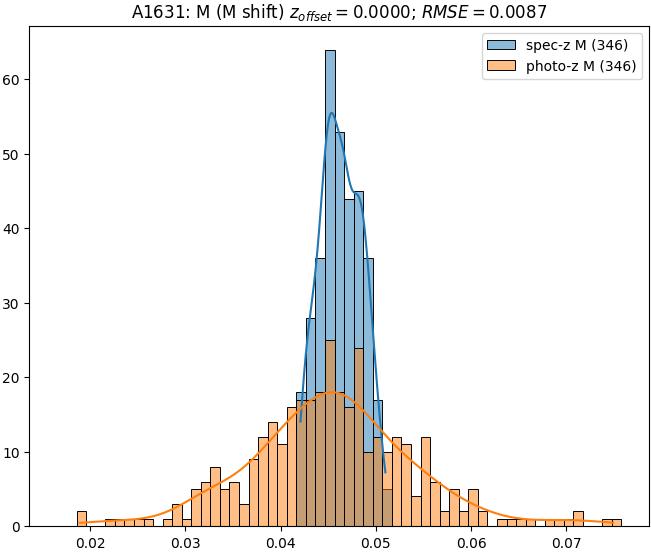 A1631: M (M shift) z_offset = 0.0000; RMSE = 0.0087
spec-z M (346)
photo-z M (346)
60
50
40
30
20
10
0
0.02 0.03 0.04 0.05 0.06 0.07